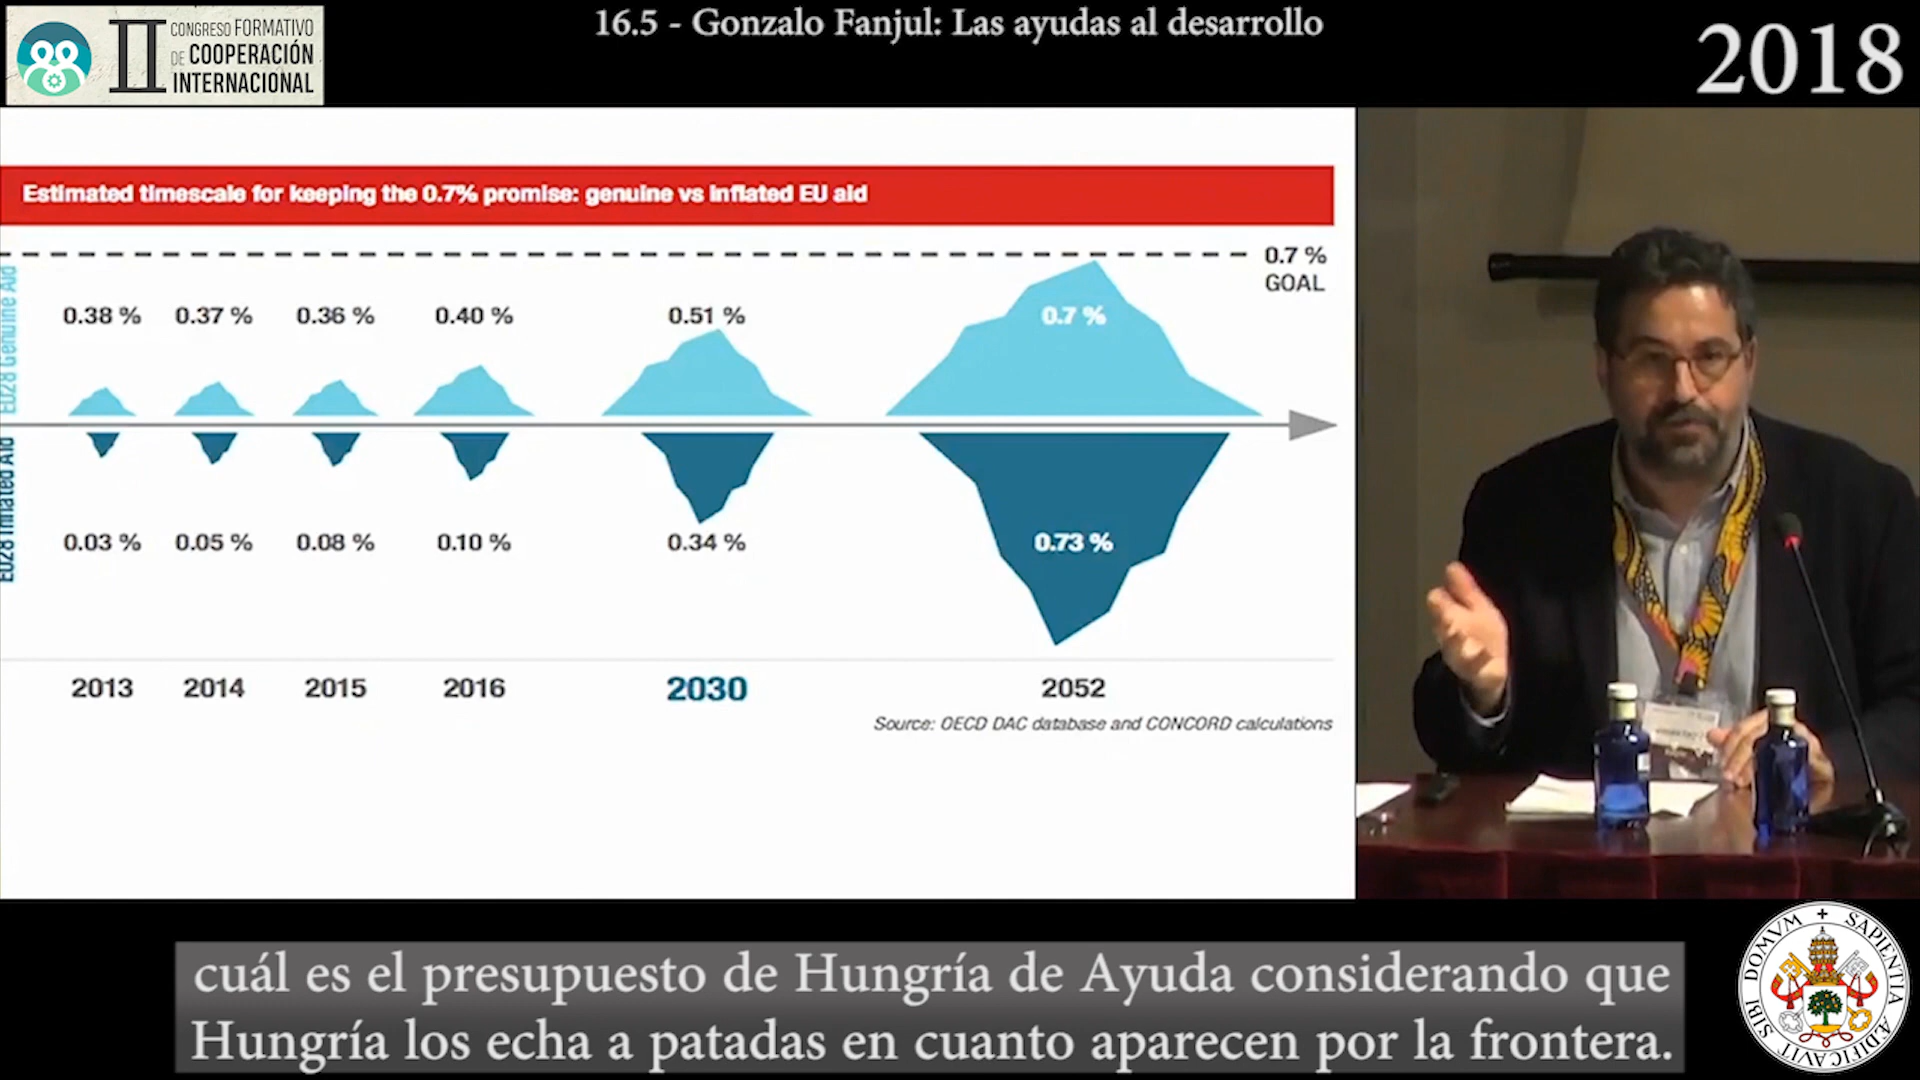 CONGRESO FORMATIVO
II DE COOPERACIÓN
INTERNACIONAL
16.5 - Gonzalo Fanjul: Las ayudas al desarrollo
2018
Estimated timescale for keeping the 0.7% promise: genuine vs inflated EU aid
0.7 %
GOAL
EU28 Genuine Aid
0.38 % 0.37 % 0.36 % 0.40 % 0.51 % 0.7 %
EU28 Inflated Aid
0.03 % 0.05 % 0.08 % 0.10 % 0.34 % 0.73 %
2013 2014 2015 2016 2030 2052
Source: OECD DAC database and CONCORD calculations
cuál es el presupuesto de Hungría de Ayuda considerando que
Hungría los echa a patadas en cuanto aparecen por la frontera.
SIBI DOMVM SAPIENTIA ÆDIFICAVIT